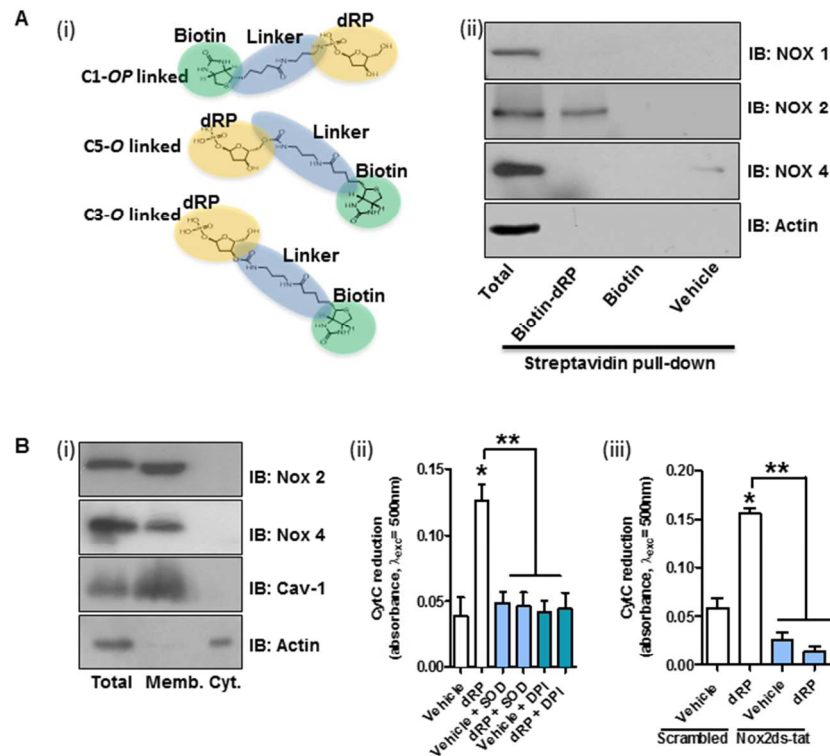 A
(i)
Biotin Linker dRP
C1-OP linked
dRP
C5-O linked
Linker
Biotin
dRP
C3-O linked
Linker
Biotin
(ii)
IB: NOX 1
IB: NOX 2
IB: NOX 4
IB: Actin
Total Biotin-dRP Biotin Vehicle
Streptavidin pull-down
B
(i)
IB: Nox 2
IB: Nox 4
IB: Cav-1
IB: Actin
Total Memb. Cyt.
(ii)
CytC reduction
(absorbance, λexc= 500nm)
0.15
0.10
0.05
0.00
*
**
Vehicle
dRP
Vehicle + SOD
dRP + SOD
Vehicle + DPI
dRP + DPI
(iii)
CytC reduction
(absorbance, λexc= 500nm)
0.20
0.15
0.10
0.05
0.00
*
**
Vehicle
dRP
Vehicle
dRP
Scrambled Nox2ds-tat